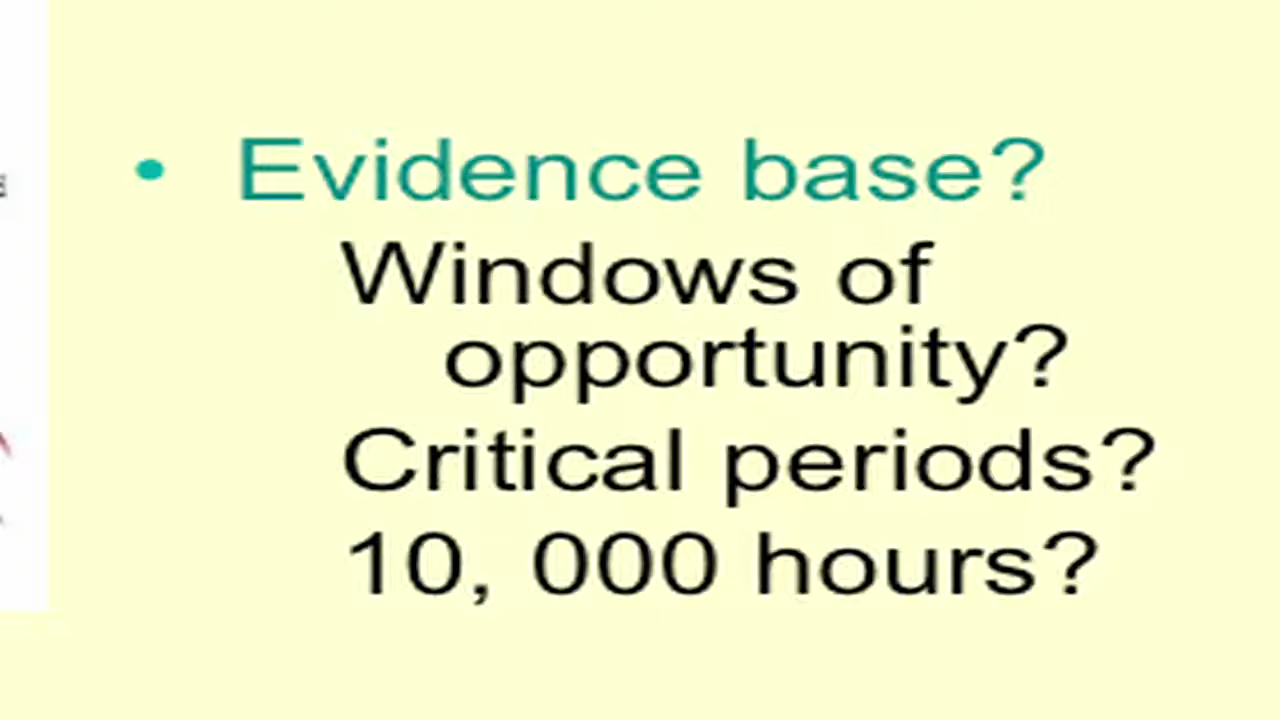 • Evidence base?
Windows of
opportunity?
Critical periods?
10, 000 hours?